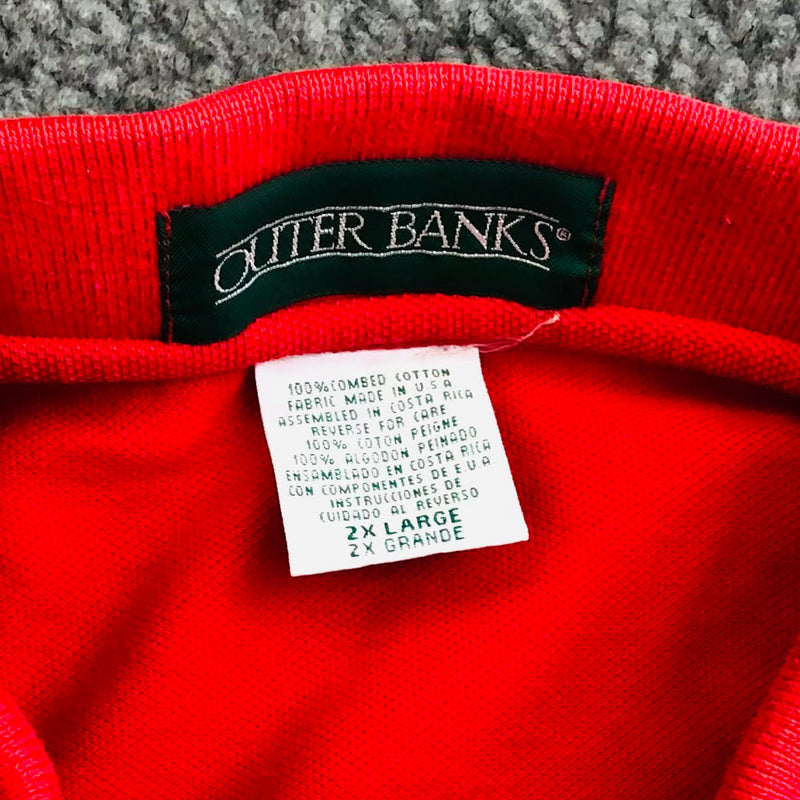 OUTER BANKS®
100% COMBED COTTON
FABRIC MADE IN U.S.A
ASSEMBLED IN COSTA RICA
REVERSE FOR CARE
100% COTON PEIGNE
100% ALGODON PEINADO
ENSAMBLADO EN COSTA RICA
CON COMPONENTES DE E.U.A
INSTRUCCIONES DE
CUIDADO AL REVERSO
2X LARGE
2X GRANDE